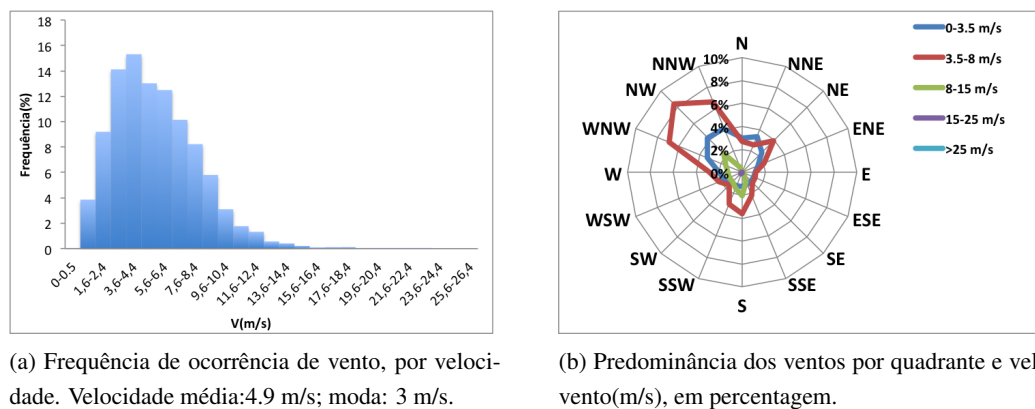 18
16
14
12
10
8
6
4
2
0
Frequência(%)
0-0.5
1,6-2,4
3,6-4,4
5,6-6,4
7,6-8,4
9,6-10,4
11,6-12,4
13,6-14,4
15,6-16,4
17,6-18,4
19,6-20,4
21,6-22,4
23,6-24,4
25,6-26,4
V(m/s)
(a) Frequência de ocorrência de vento, por veloci-
dade. Velocidade média:4.9 m/s; moda: 3 m/s.
N
NNE
NE
ENE
E
ESE
SE
SSE
S
SSW
SW
WSW
W
WNW
NW
NNW
10%
8%
6%
4%
2%
0%
0-3.5 m/s
3.5-8 m/s
8-15 m/s
15-25 m/s
>25 m/s
(b) Predominância dos ventos por quadrante e vel
vento(m/s), em percentagem.